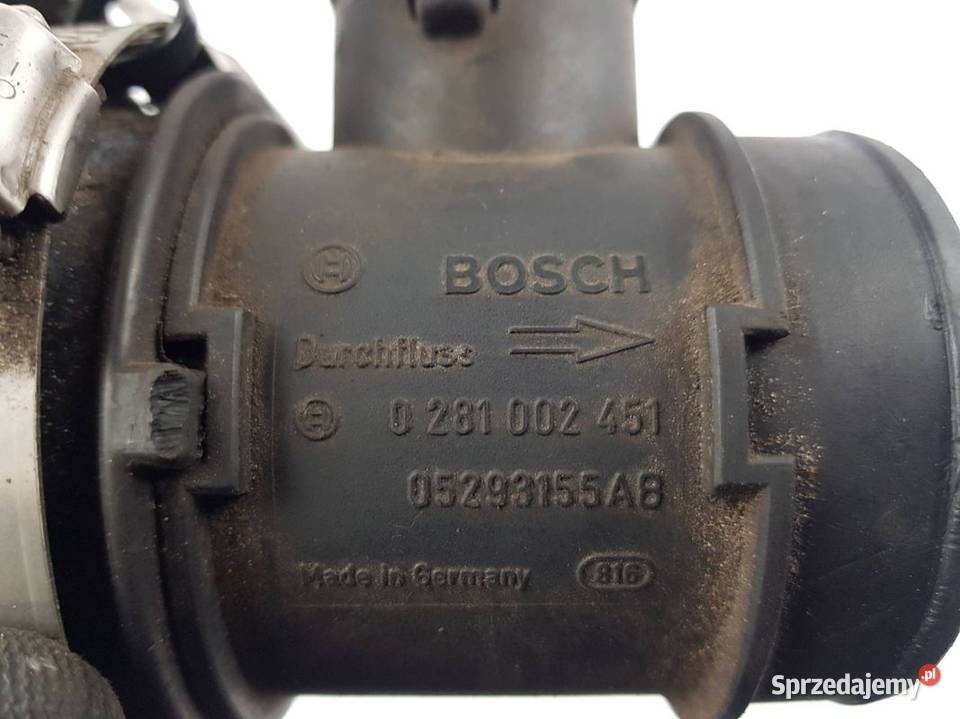 BOSCH
Durchfluss
0 281 002 451
05293155AB
Made in Germany 816
Sprzedajemy.pl